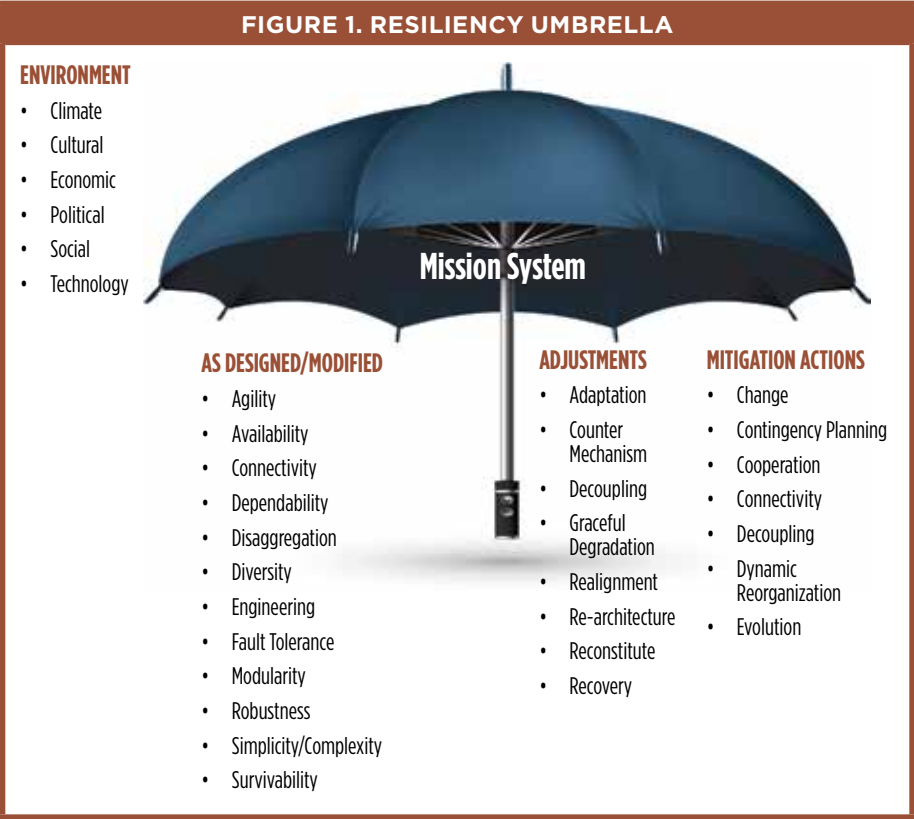 FIGURE 1. RESILIENCY UMBRELLA
ENVIRONMENT
• Climate
• Cultural
• Economic
• Political
• Social
• Technology
Mission System
AS DESIGNED/MODIFIED
• Agility
• Availability
• Connectivity
• Dependability
• Disaggregation
• Diversity
• Engineering
• Fault Tolerance
• Modularity
• Robustness
• Simplicity/Complexity
• Survivability
ADJUSTMENTS
• Adaptation
• Counter
Mechanism
• Decoupling
• Graceful
Degradation
• Realignment
• Re-architecture
• Reconstitute
• Recovery
MITIGATION ACTIONS
• Change
• Contingency Planning
• Cooperation
• Connectivity
• Decoupling
• Dynamic
Reorganization
• Evolution